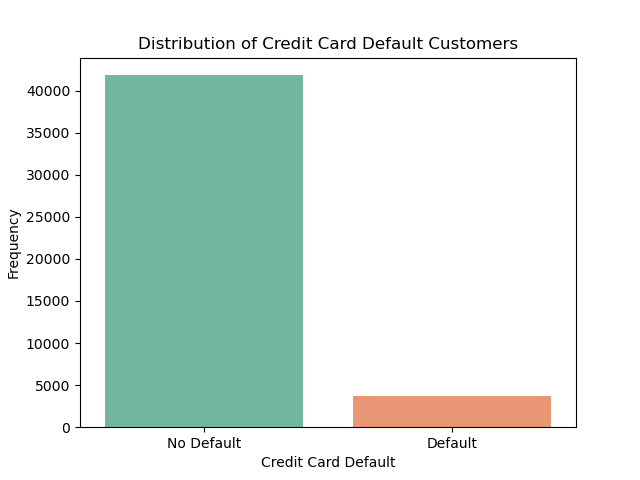 Distribution of Credit Card Default Customers
40000
35000
30000
25000
20000
15000
10000
5000
0
Frequency
No Default Default
Credit Card Default